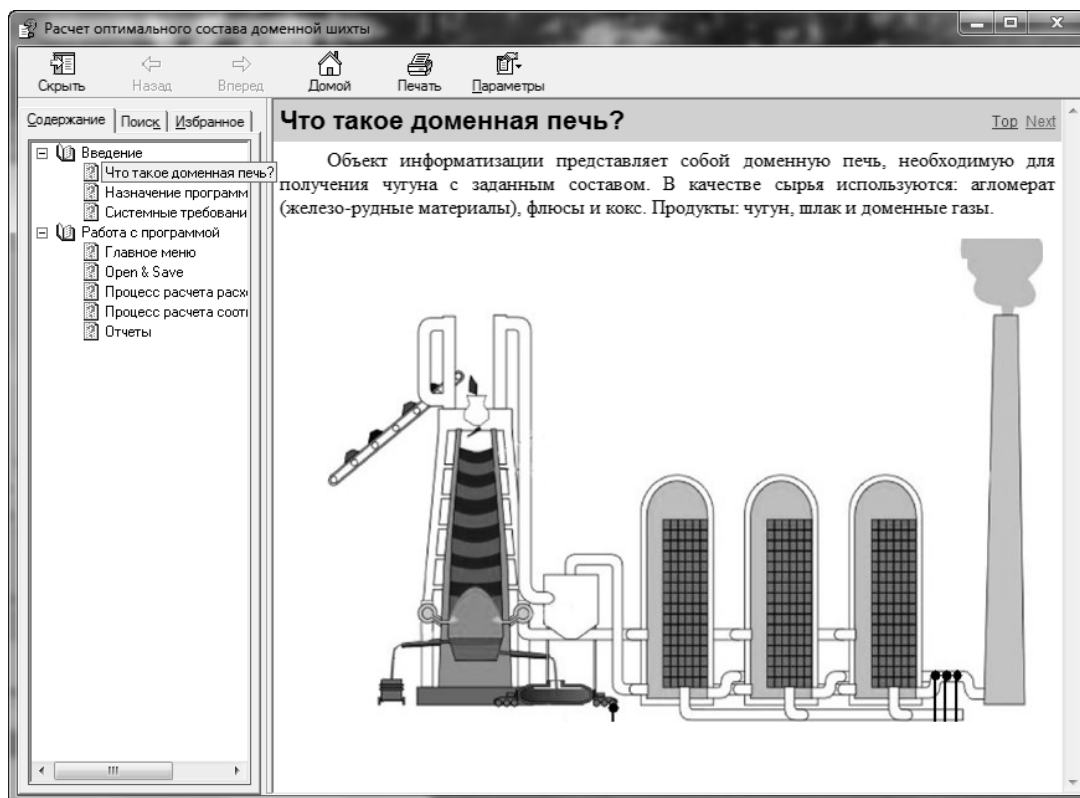 Расчет оптимального состава доменной шихты
Скрыть Назад Вперед Домой Печать Параметры
Содержание Поиск Избранное
Введение
Что такое доменная печь?
Назначение программ
Системные требовани
Работа с программой
Главное меню
Open & Save
Процесс расчета расх
Процесс расчета соотн
Отчеты
Что такое доменная печь?
Top Next
Объект информатизации представляет собой доменную печь, необходимую для
получения чугуна с заданным составом. В качестве сырья используются: агломерат
(железо-рудные материалы), флюсы и кокс. Продукты: чугун, шлак и доменные газы.